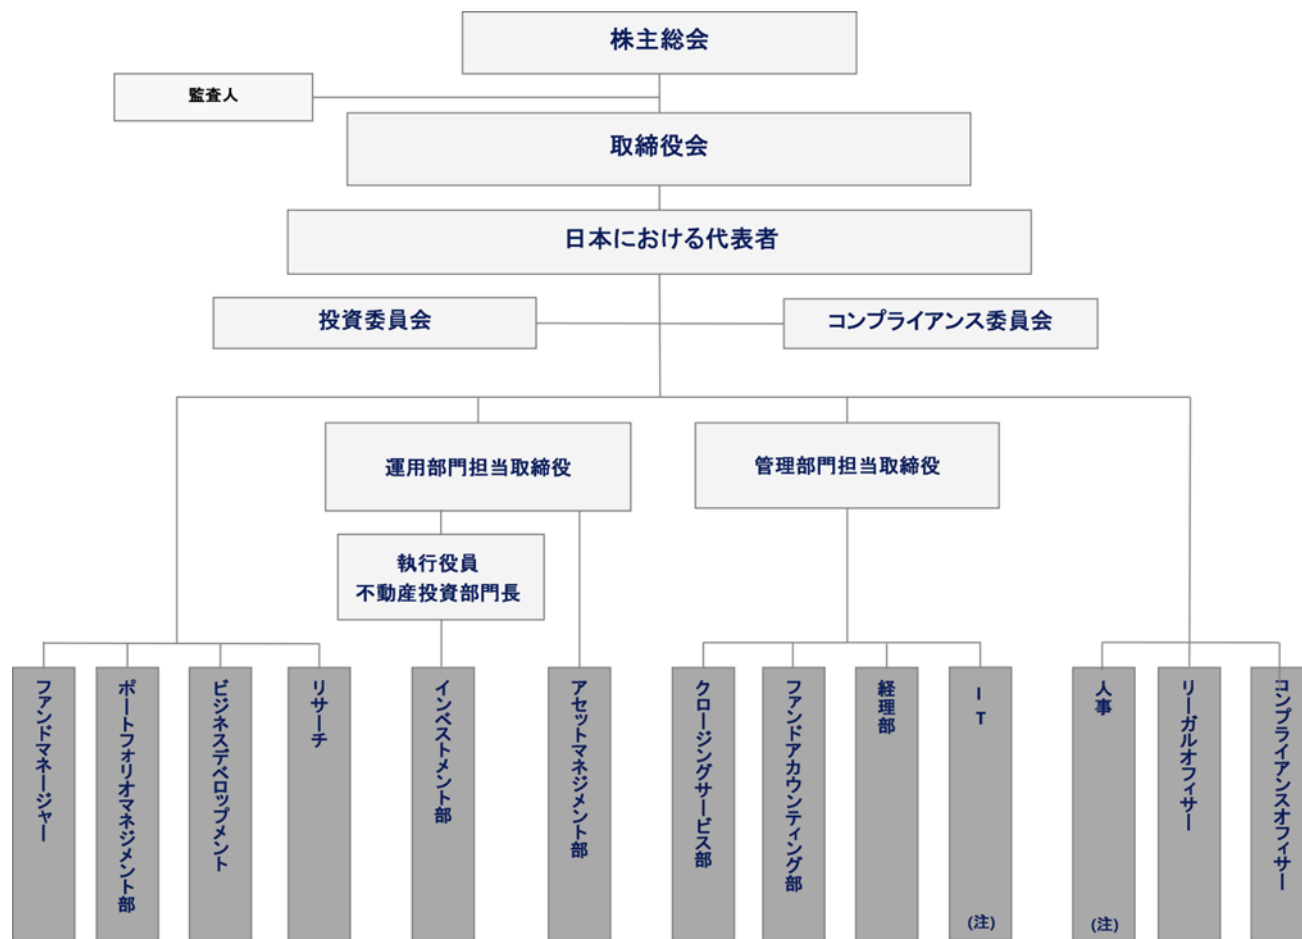 株主総会
監査人
取締役会
日本における代表者
投資委員会
コンプライアンス委員会
運用部門担当取締役
管理部門担当取締役
執行役員
不動産投資部門長
ファンドマネージャー
ポートフォリオマネジメント部
ビジネスデベロップメント
リサーチ
インベストメント部
アセットマネジメント部
クロージングサービス部
ファンドアカウンティング部
経理部
IT
(注)
人事
(注)
リーガルオフィサー
コンプライアンスオフィサー